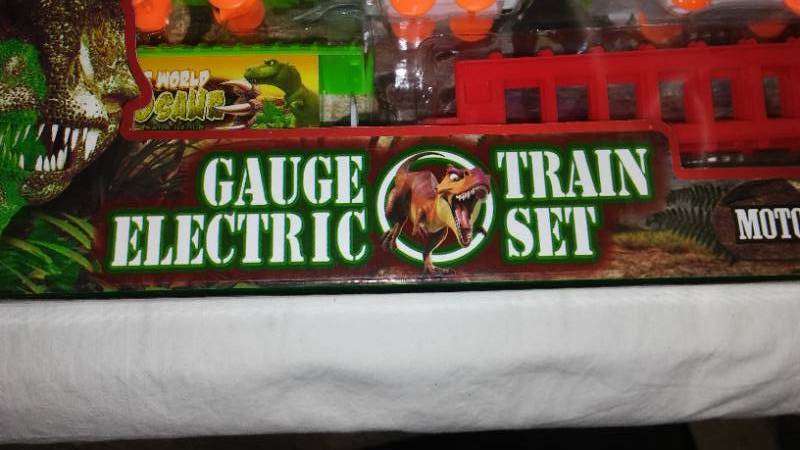 T WORLD
GAUGE TRAIN
ELECTRIC SET
MOTO